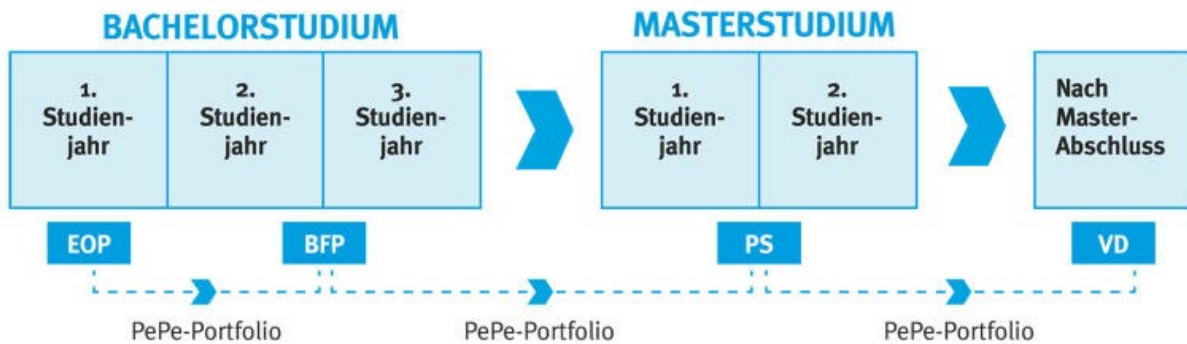 BACHELORSTUDIUM
MASTERSTUDIUM
1.
Studien-
jahr
2.
Studien-
jahr
3.
Studien-
jahr
1.
Studien-
jahr
2.
Studien-
jahr
Nach
Master-
Abschluss
EOP
BFP
PS
VD
PePe-Portfolio
PePe-Portfolio
PePe-Portfolio